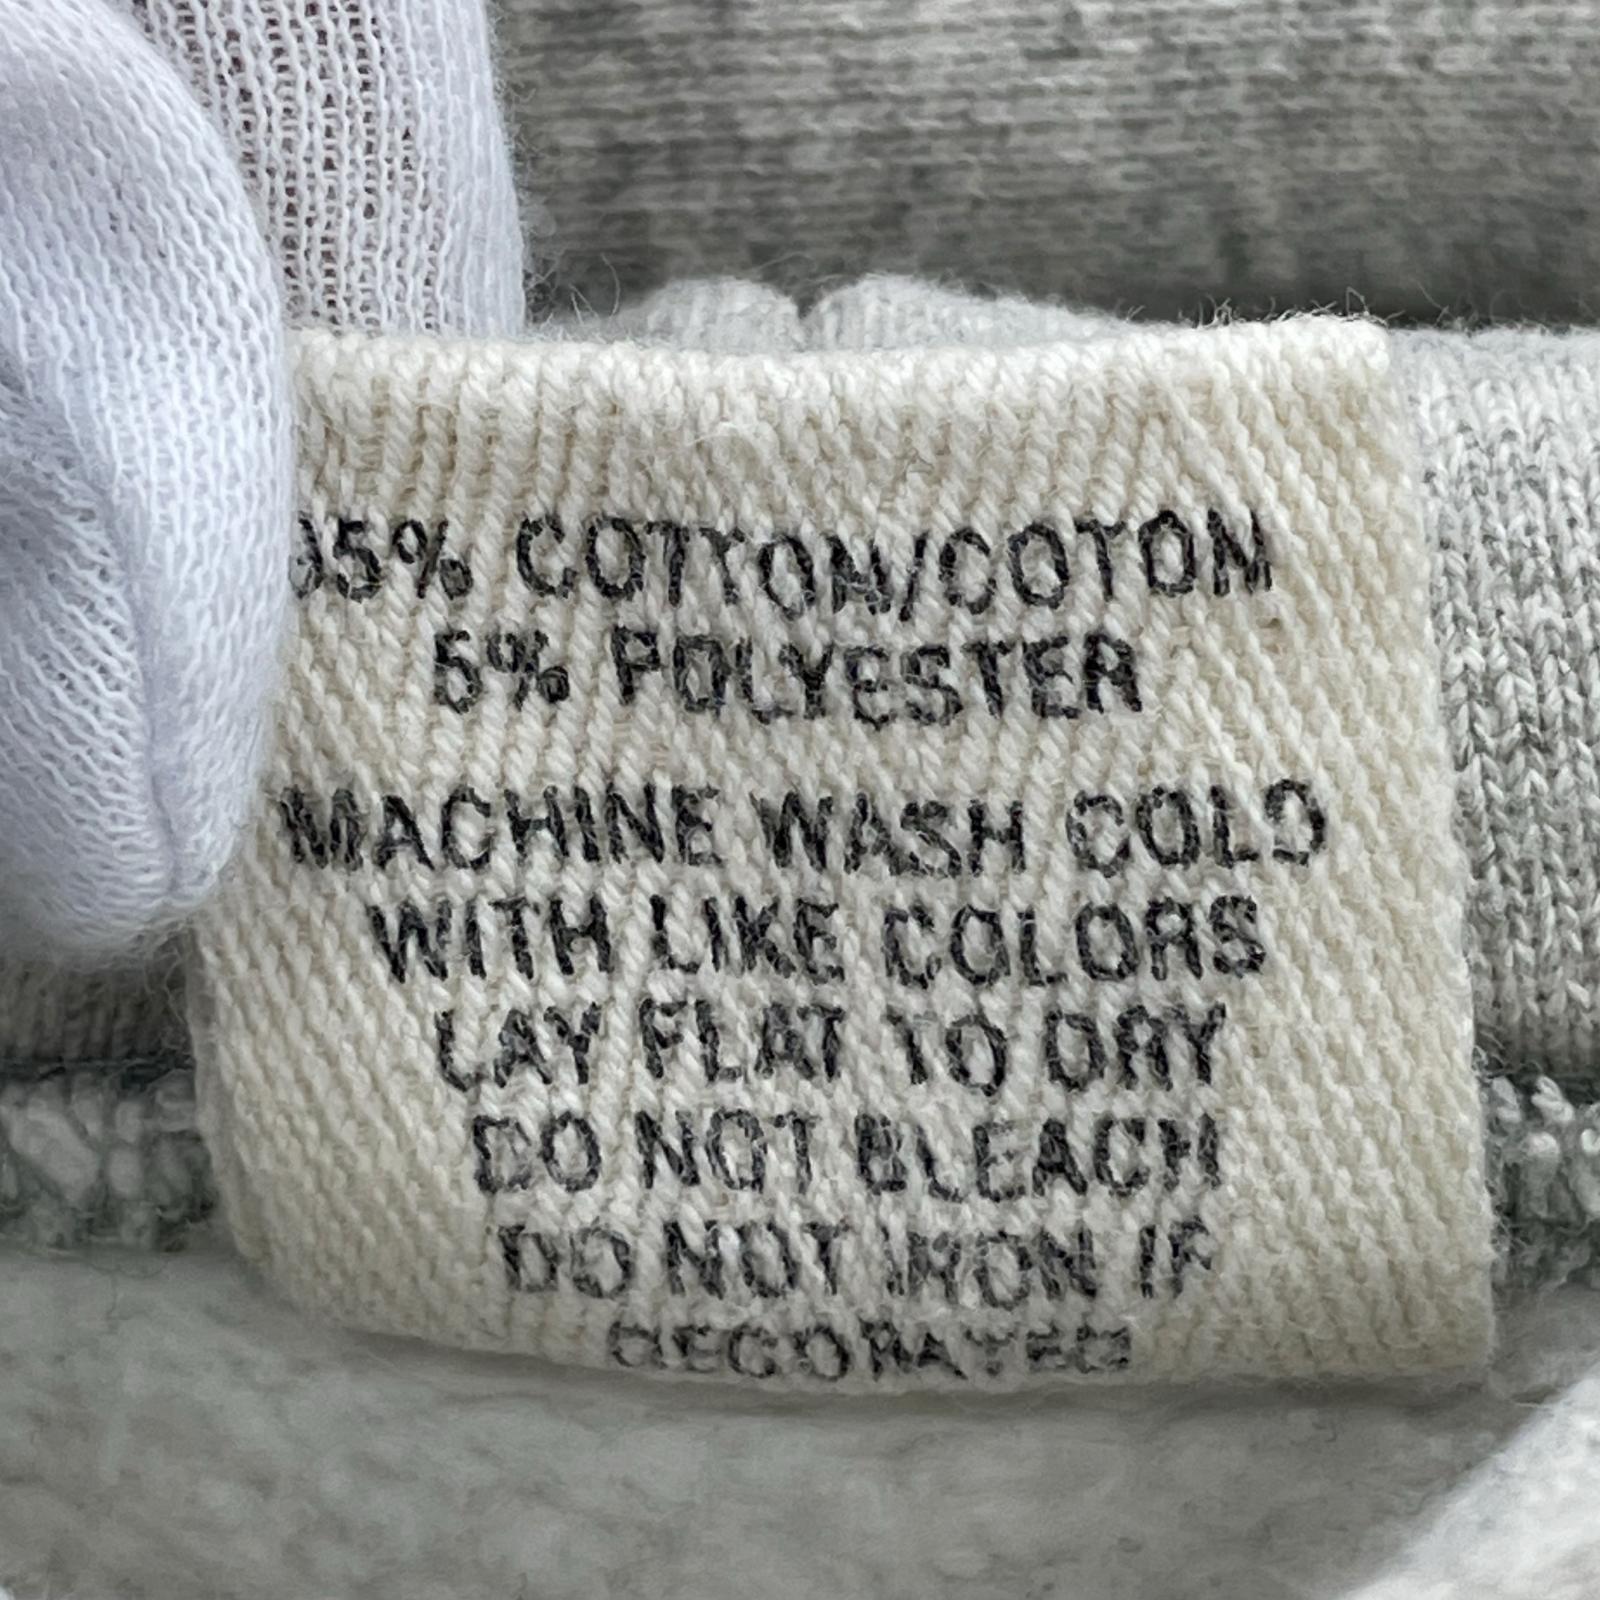 95% COTTON/COTON
5% POLYESTER
MACHINE WASH COLD
WITH LIKE COLORS
LAY FLAT TO DRY
DO NOT BLEACH
DO NOT IRON IF
DECORATED